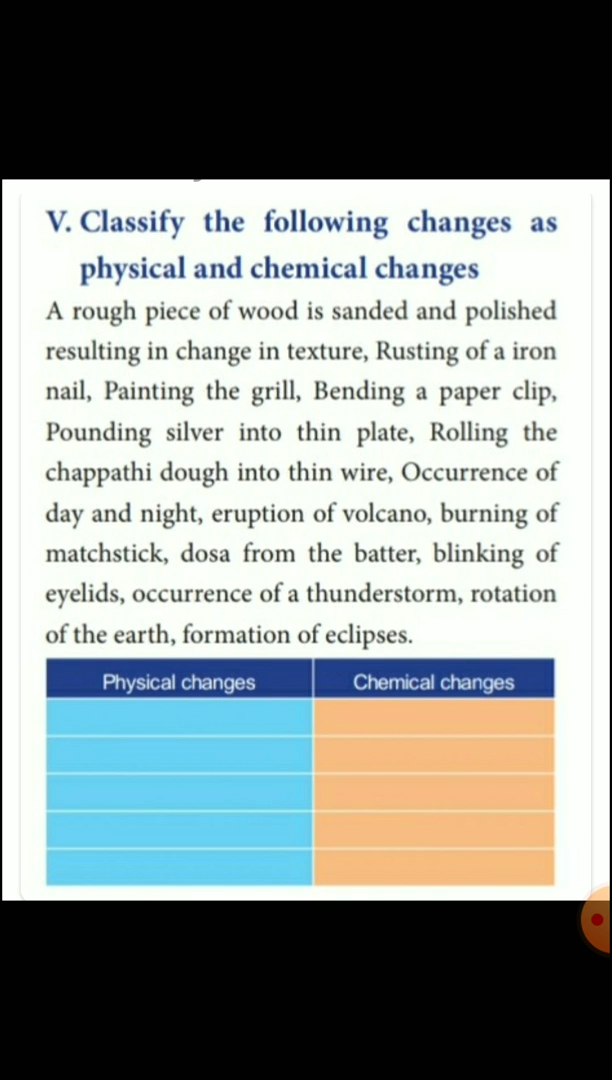 V. Classify the following changes as
physical and chemical changes
A rough piece of wood is sanded and polished
resulting in change in texture, Rusting of a iron
nail, Painting the grill, Bending a paper clip,
Pounding silver into thin plate, Rolling the
chappathi dough into thin wire, Occurrence of
day and night, eruption of volcano, burning of
matchstick, dosa from the batter, blinking of
eyelids, occurrence of a thunderstorm, rotation
of the earth, formation of eclipses.
Physical changes
Chemical changes